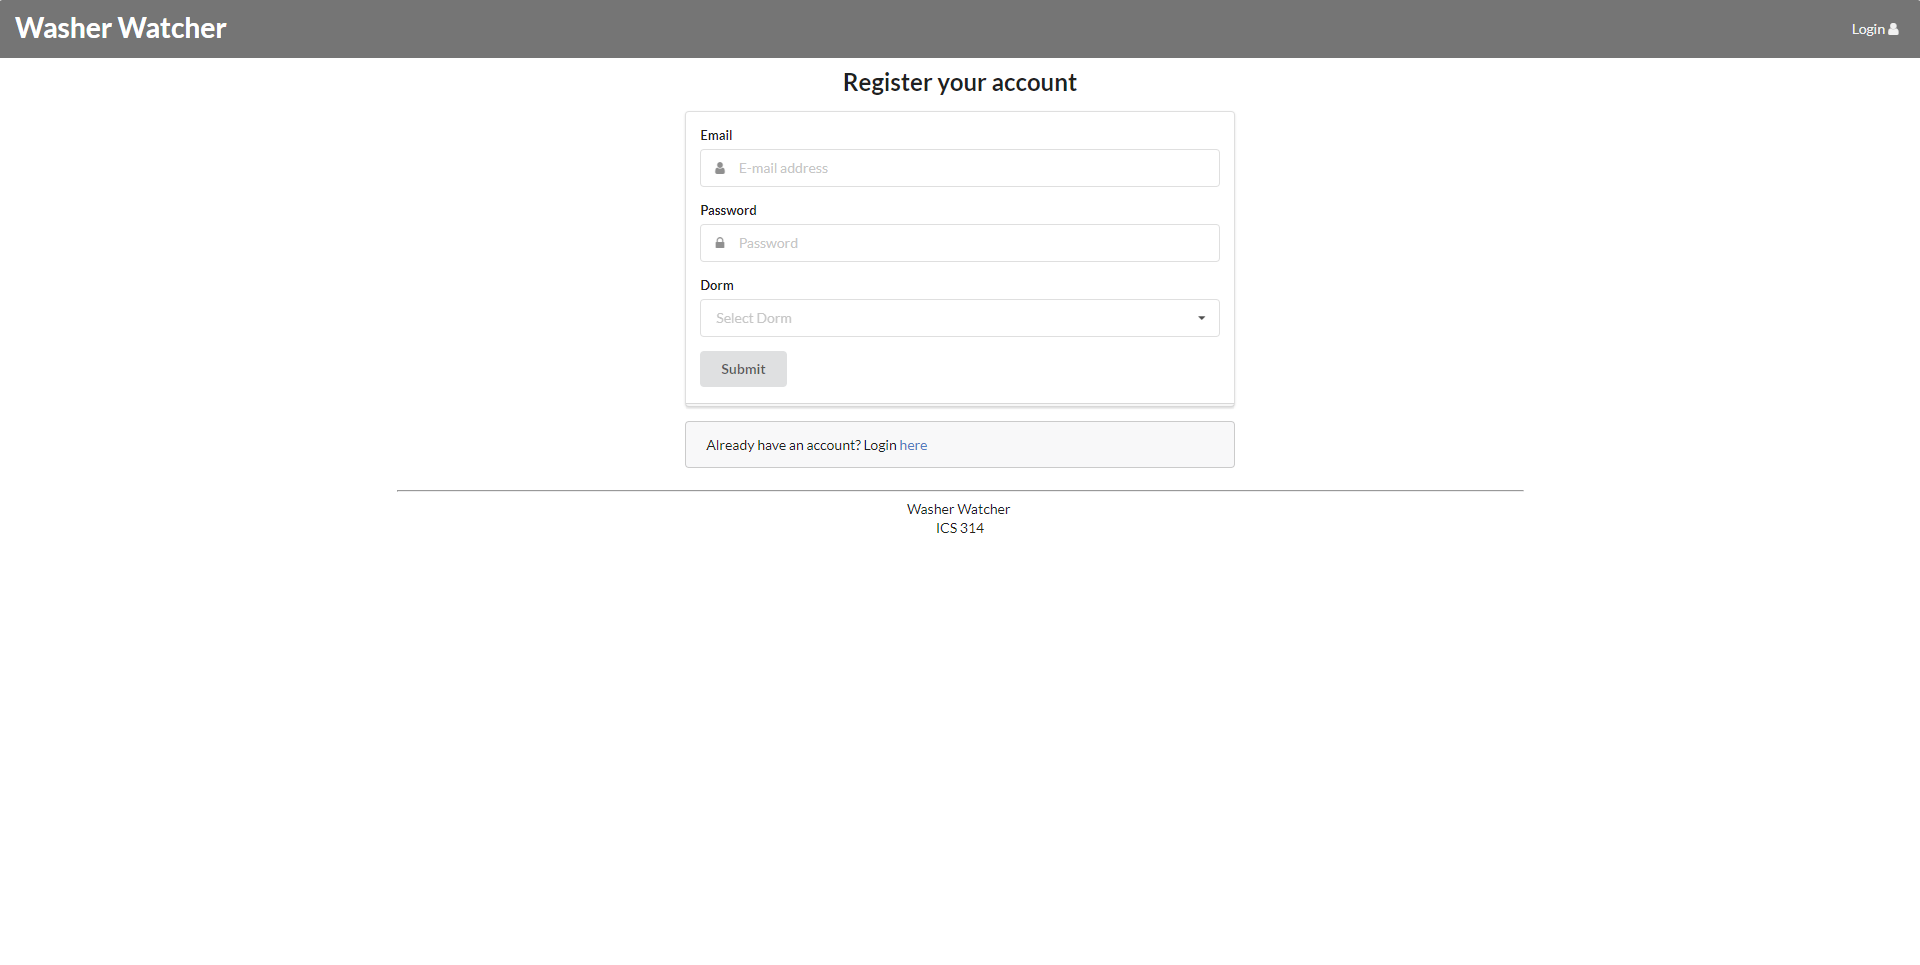 Washer Watcher
Login
Register your account
Email
E-mail address
Password
Password
Dorm
Select Dorm
Submit
Already have an account? Login here
Washer Watcher
ICS 314